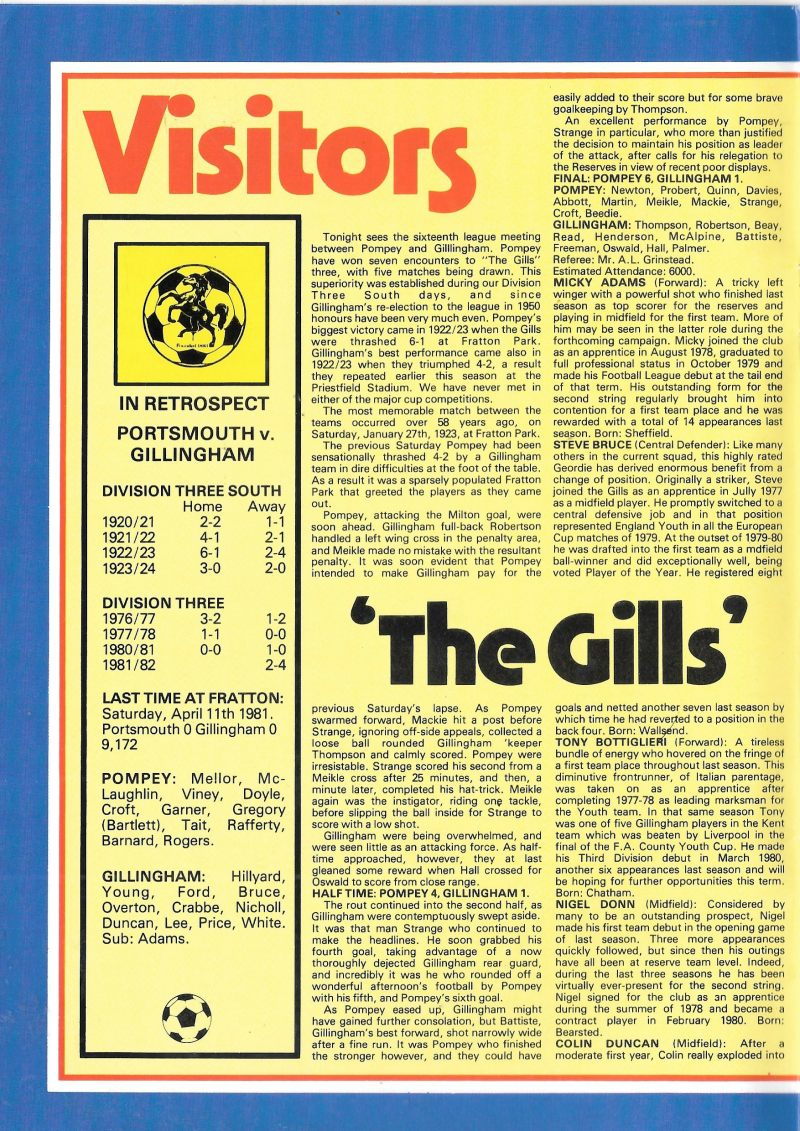 Visitors
IN RETROSPECT
PORTSMOUTH v.
GILLINGHAM
DIVISION THREE SOUTH
Home Away
1920/21 2-2 1-1
1921/22 4-1 2-1
1922/23 6-1 2-4
1923/24 3-0 2-0
DIVISION THREE
1976/77 3-2 1-2
1977/78 1-1 0-0
1980/81 0-0 1-0
1981/82 2-4
LAST TIME AT FRATTON:
Saturday, April 11th 1981.
Portsmouth 0 Gillingham 0
9,172
POMPEY: Mellor, Mc-
Laughlin, Viney, Doyle,
Croft, Garner, Gregory
(Bartlett), Tait, Rafferty,
Barnard, Rogers.
GILLINGHAM: Hillyard,
Young, Ford, Bruce,
Overton, Crabbe, Nicholl,
Duncan, Lee, Price, White.
Sub: Adams.
Tonight sees the sixteenth league meeting
between Pompey and Gilllingham. Pompey
have won seven encounters to "The Gills"
three, with five matches being drawn. This
superiority was established during our Division
Three South days, and since
Gillingham's re-election to the league in 1950
honours have been very much even. Pompey's
biggest victory came in 1922/23 when the Gills
were thrashed 6-1 at Fratton Park.
Gillingham's best performance came also in
1922/23 when they triumphed 4-2, a result
they repeated earlier this season at the
Priestfield Stadium. We have never met in
either of the major cup competitions.
The most memorable match between the
teams occurred over 58 years ago, on
Saturday, January 27th, 1923, at Fratton Park.
The previous Saturday Pompey had been
sensationally thrashed 4-2 by a Gillingham
team in dire difficulties at the foot of the table.
As a result it was a sparsely populated Fratton
Park that greeted the players as they came
out.
Pompey, attacking the Milton goal, were
soon ahead. Gillingham full-back Robertson
handled a left wing cross in the penalty area,
and Meikle made no mistake with the resultant
penalty. It was soon evident that Pompey
intended to make Gillingham pay for the
'The Gills'
previous Saturday's lapse. As Pompey
swarmed forward, Mackie hit a post before
Strange, ignoring off-side appeals, collected a
loose ball rounded Gillingham 'keeper
Thompson and calmly scored. Pompey were
irresistable. Strange scored his second from a
Meikle cross after 25 minutes, and then, a
minute later, completed his hat-trick. Meikle
again was the instigator, riding one tackle,
before slipping the ball inside for Strange to
score with a low shot.
Gillingham were being overwhelmed, and
were seen little as an attacking force. As half-
time approached, however, they at last
gleaned some reward when Hall crossed for
Oswald to score from close range.
HALF TIME: POMPEY 4, GILLINGHAM 1.
The rout continued into the second half, as
Gillingham were contemptuously swept aside.
It was that man Strange who continued to
make the headlines. He soon grabbed his
fourth goal, taking advantage of a now
thoroughly dejected Gillingham rear guard,
and incredibly it was he who rounded off a
wonderful afternoon's football by Pompey
with his fifth, and Pompey's sixth goal.
As Pompey eased up, Gillingham might
have gained further consolation, but Battiste,
Gillingham's best forward, shot narrowly wide
after a fine run. It was Pompey who finished
the stronger however, and they could have
easily added to their score but for some brave
goalkeeping by Thompson.
An excellent performance by Pompey,
Strange in particular, who more than justified
the decision to maintain his position as leader
of the attack, after calls for his relegation to
the Reserves in view of recent poor displays.
FINAL: POMPEY 6, GILLINGHAM 1.
POMPEY: Newton, Probert, Quinn, Davies,
Abbott, Martin, Meikle, Mackie, Strange,
Croft, Beedie.
GILLINGHAM: Thompson, Robertson, Beay,
Read, Henderson, McAlpine, Battiste,
Freeman, Oswald, Hall, Palmer.
Referee: Mr. A.L. Grinstead.
Estimated Attendance: 6000.
MICKY ADAMS (Forward): A tricky left
winger with a powerful shot who finished last
season as top scorer for the reserves and
playing in midfield for the first team. More of
him may be seen in the latter role during the
forthcoming campaign. Micky joined the club
as an apprentice in August 1978, graduated to
full professional status in October 1979 and
made his Football League debut at the tail end
of that term. His outstanding form for the
second string regularly brought him into
contention for a first team place and he was
rewarded with a total of 14 appearances last
season. Born: Sheffield.
STEVE BRUCE (Central Defender): Like many
others in the current squad, this highly rated
Geordie has derived enormous benefit from a
change of position. Originally a striker, Steve
joined the Gills as an apprentice in Jully 1977
as a midfield player. He promptly switched to a
central defensive job and in that position
represented England Youth in all the European
Cup matches of 1979. At the outset of 1979-80
he was drafted into the first team as a mdfield
ball-winner and did exceptionally well, being
voted Player of the Year. He registered eight
goals and netted another seven last season by
which time he had reverted to a position in the
back four. Born: Wallsend.
TONY BOTTIGLIERI (Forward): A tireless
bundle of energy who hovered on the fringe of
a first team place throughout last season. This
diminutive frontrunner, of Italian parentage,
was taken on as an apprentice after
completing 1977-78 as leading marksman for
the Youth team. In that same season Tony
was one of five Gillingham players in the Kent
team which was beaten by Liverpool in the
final of the F.A. County Youth Cup. He made
his Third Division debut in March 1980,
another six appearances last season and will
be hoping for further opportunities this term.
Born: Chatham.
NIGEL DONN (Midfield): Considered by
many to be an outstanding prospect, Nigel
made his first team debut in the opening game
of last season. Three more appearances
quickly followed, but since then his outings
have all been at reserve team level. Indeed,
during the last three seasons he has been
virtually ever-present for the second string.
Nigel signed for the club as an apprentice
during the summer of 1978 and became a
contract player in February 1980. Born:
Bearsted.
COLIN DUNCAN (Midfield): After a
moderate first year, Colin really exploded into